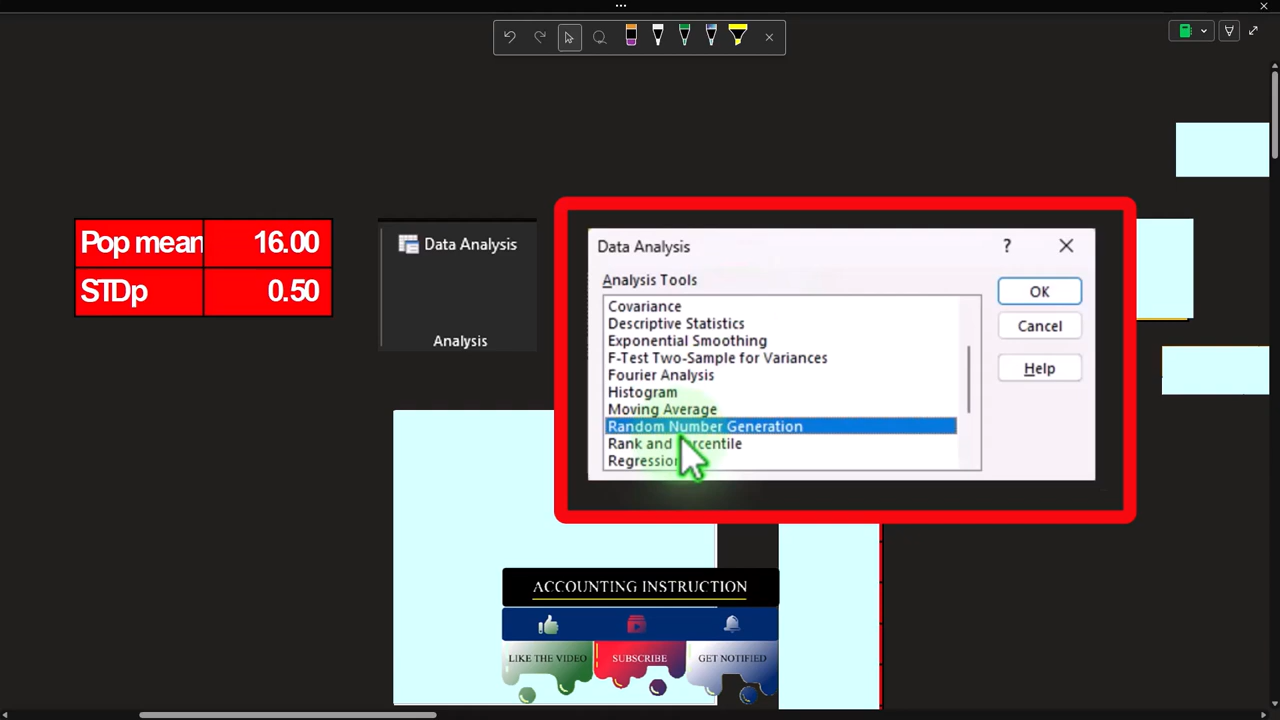 Pop mean 16.00
STDp 0.50
Data Analysis
Analysis
Data Analysis
?
Analysis Tools
Covariance
Descriptive Statistics
Exponential Smoothing
F-Test Two-Sample for Variances
Fourier Analysis
Histogram
Moving Average
Random Number Generation
Rank and Percentile
Regression
OK
Cancel
Help
ACCOUNTING INSTRUCTION
LIKE THE VIDEO
SUBSCRIBE
GET NOTIFIED